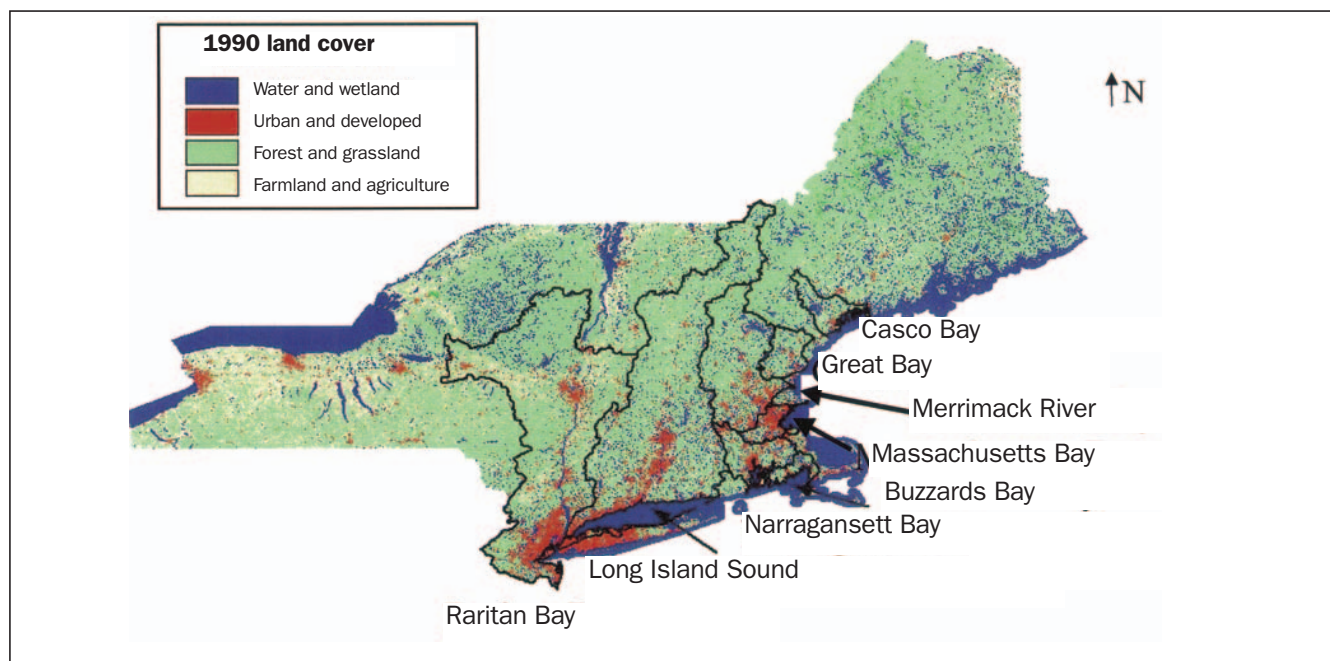 1990 land cover
Water and wetland
Urban and developed
Forest and grassland
Farmland and agriculture
N
Casco Bay
Great Bay
Merrimack River
Massachusetts Bay
Buzzards Bay
Narragansett Bay
Long Island Sound
Raritan Bay